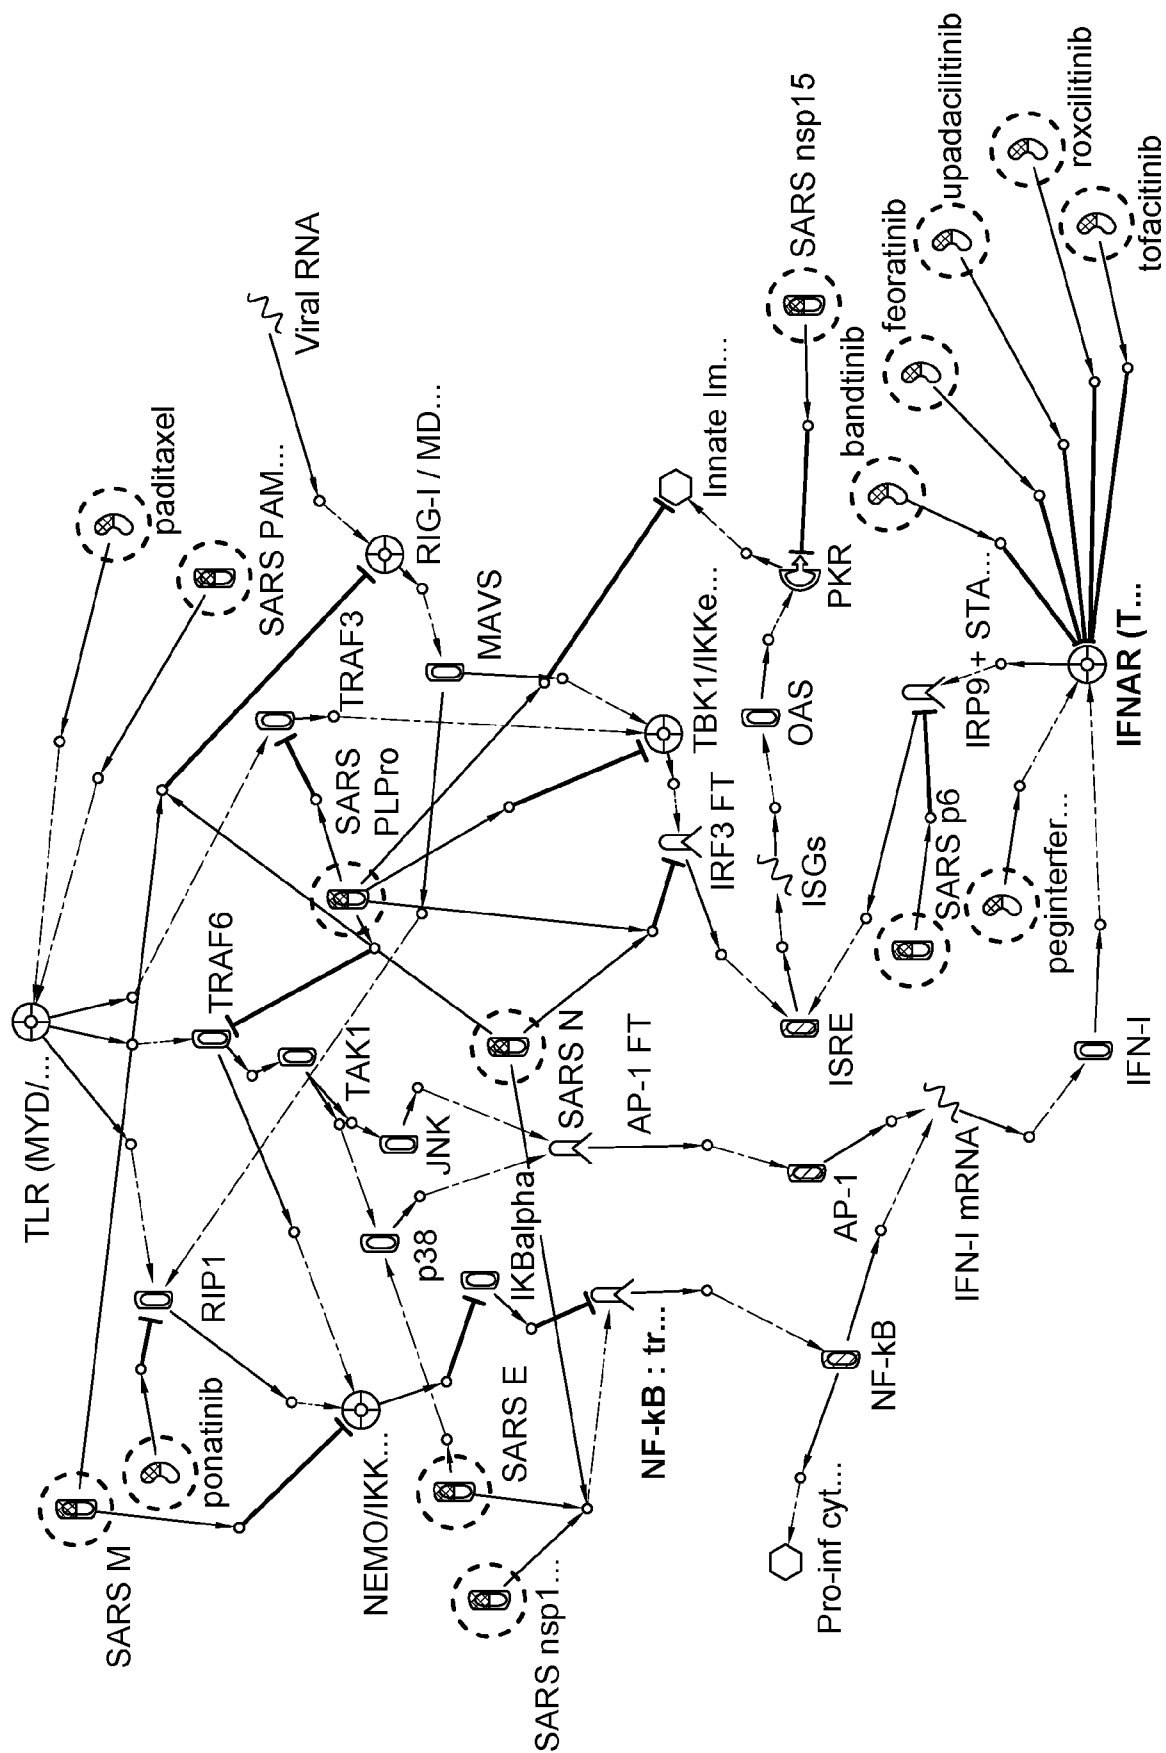 SARS M
ponatinib
TLR (MYD/...
paditaxel
SARS PAM...
Viral RNA
RIP1
TRAF6
TRAF3
RIG-I / MD...
NEMO/IKK...
TAK1
SARS
PLPro
MAVS
p38
JNK
SARS nsp1...
SARS E
IKBalpha
SARS N
NF-kB : tr...
AP-1 FT
IRF3 FT
TBK1/IKKe...
Innate Im...
SARS nsp15
Pro-inf cyt...
NF-kB
AP-1
ISRE
ISGs
OAS
PKR
bandtinib
feoratinib
upadacilitinib
IFN-I mRNA
SARS p6
IRP9 + STA...
peginterfer...
roxcilitinib
IFN-I
IFNAR (T...
tofacitinib